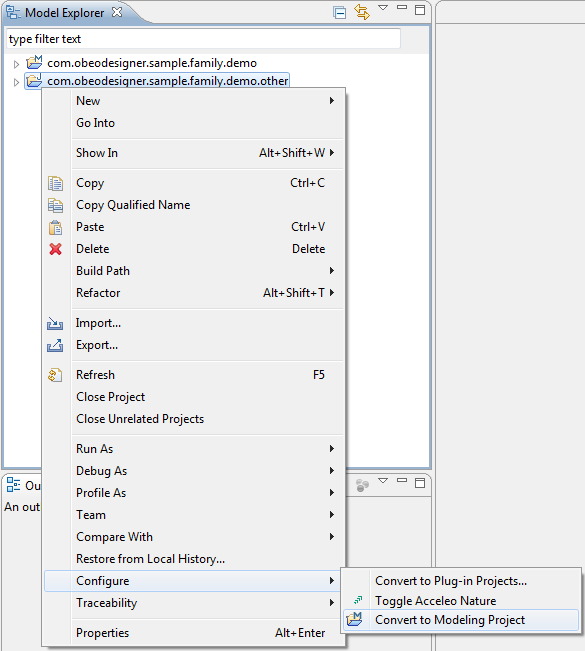 Model Explorer
type filter text
com.obeodesigner.sample.family.demo
com.obeodesigner.sample.family.demo.other
New
Go Into
Show In Alt+Shift+W
Copy Ctrl+C
Copy Qualified Name
Paste Ctrl+V
Delete Delete
Build Path
Refactor Alt+Shift+T
Import...
Export...
Refresh F5
Close Project
Close Unrelated Projects
Run As
Debug As
Profile As
Team
Compare With
Restore from Local History...
Configure
Traceability
Properties Alt+Enter
Ou
An out
Convert to Plug-in Projects...
Toggle Acceleo Nature
Convert to Modeling Project